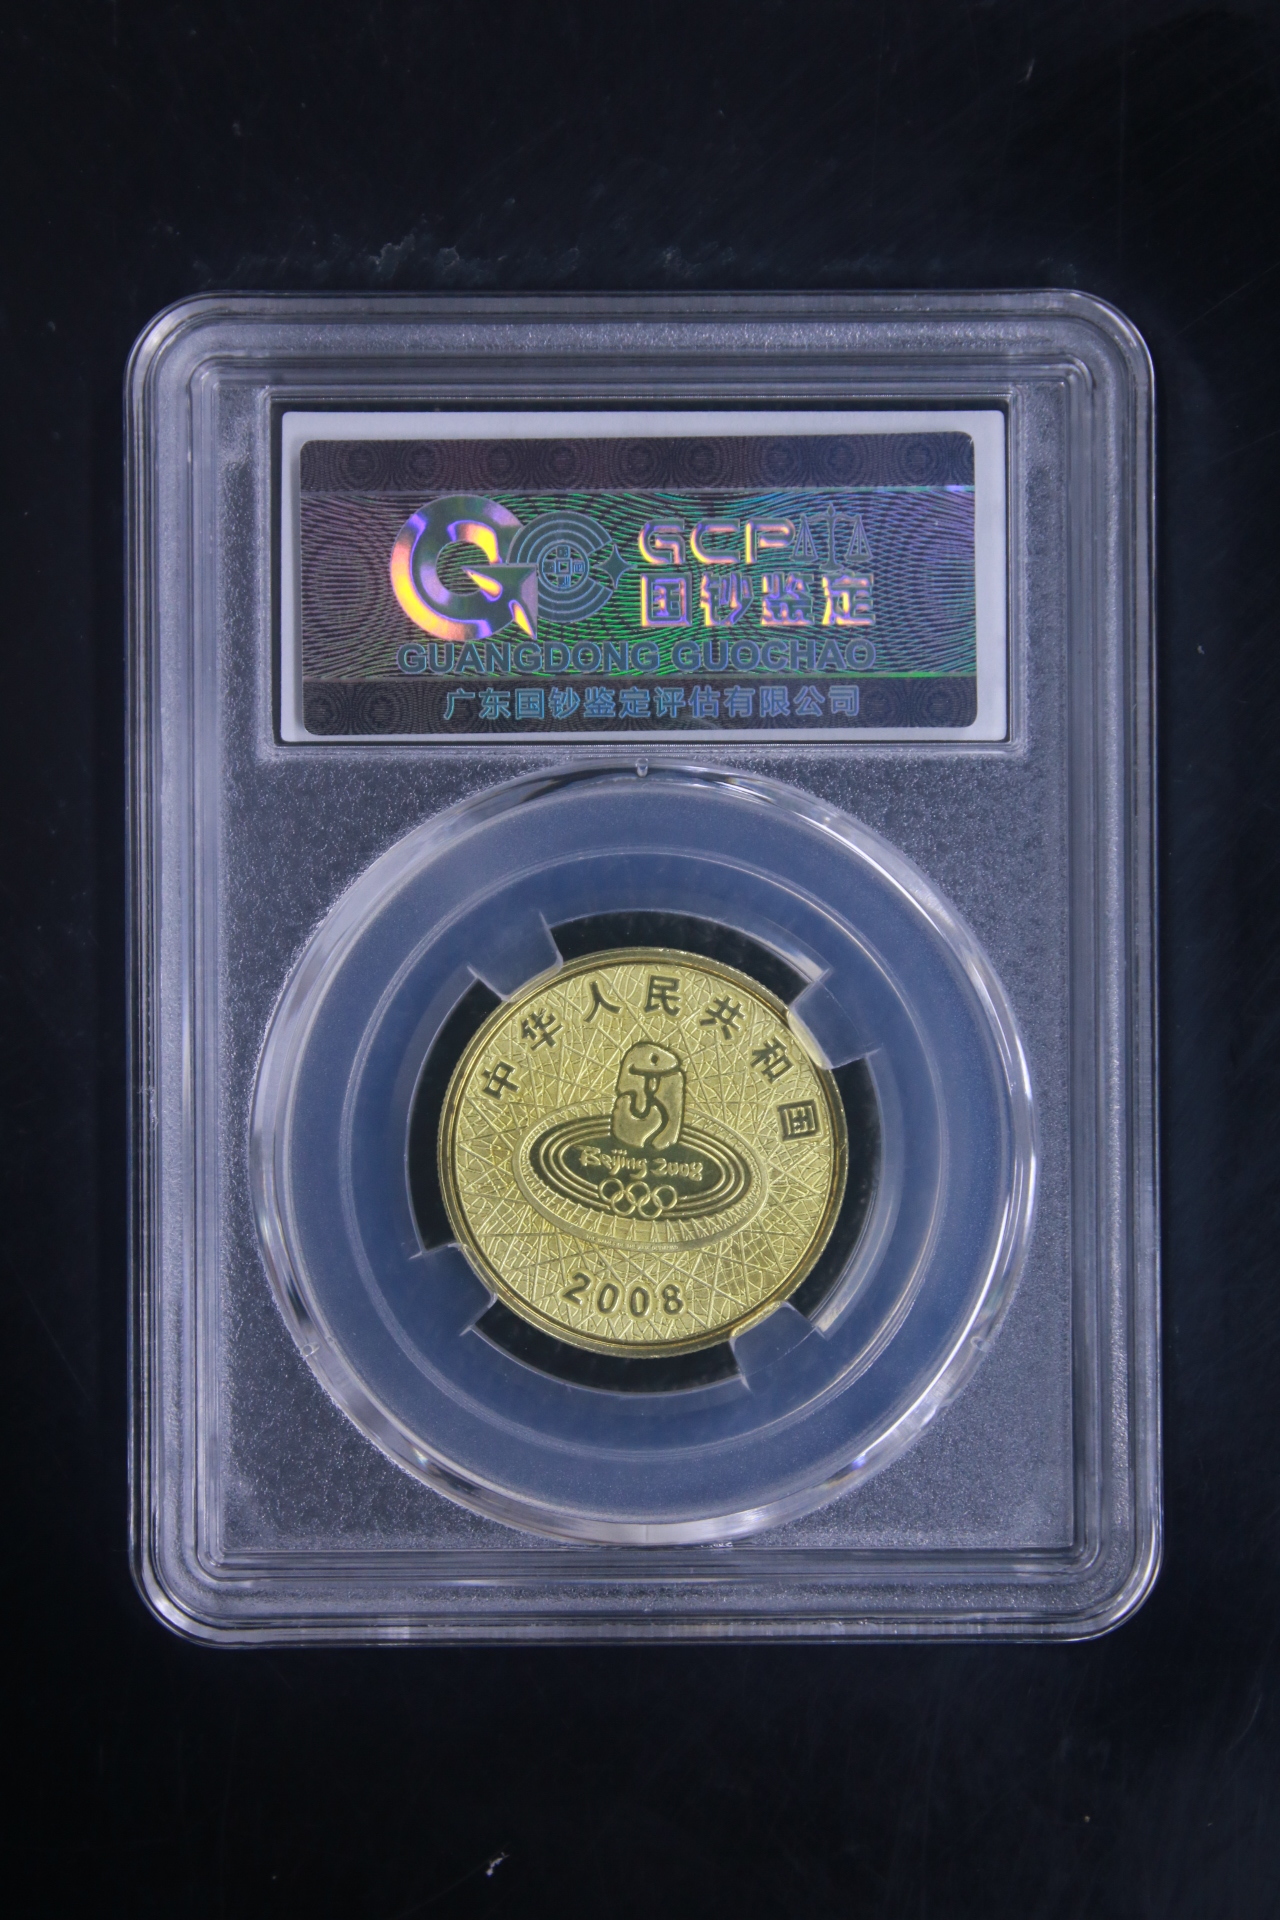 GCP
国钞鉴定
GUANGDONG GUOCHAO
广东国钞鉴定评估有限公司
中华人民共和国
Beijing 2008
2008